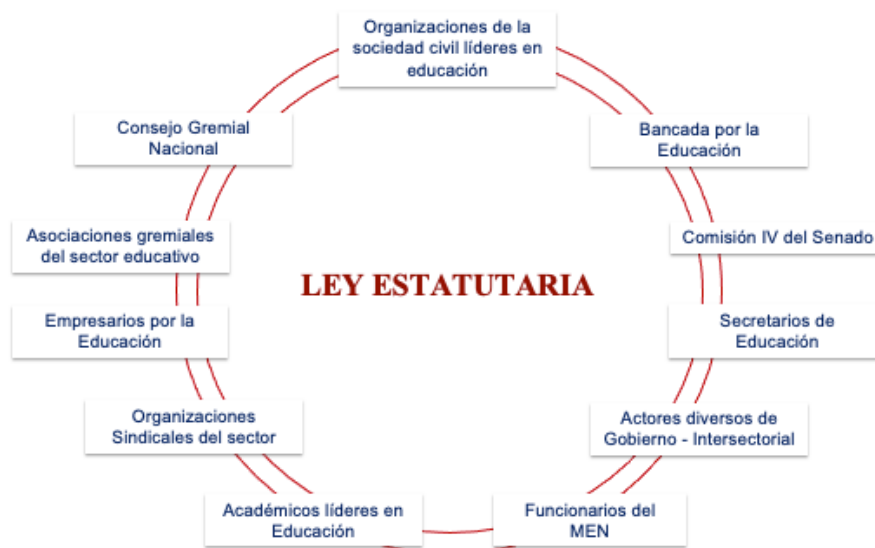 Organizaciones de la
sociedad civil líderes en
educación
Consejo Gremial
Nacional
Bancada por la
Educación
Asociaciones gremiales
del sector educativo
Comisión IV del Senado
LEY ESTATUTARIA
Empresarios por la
Educación
Secretarios de
Educación
Organizaciones
Sindicales del sector
Actores diversos de
Gobierno - Intersectorial
Académicos líderes en
Educación
Funcionarios del
MEN